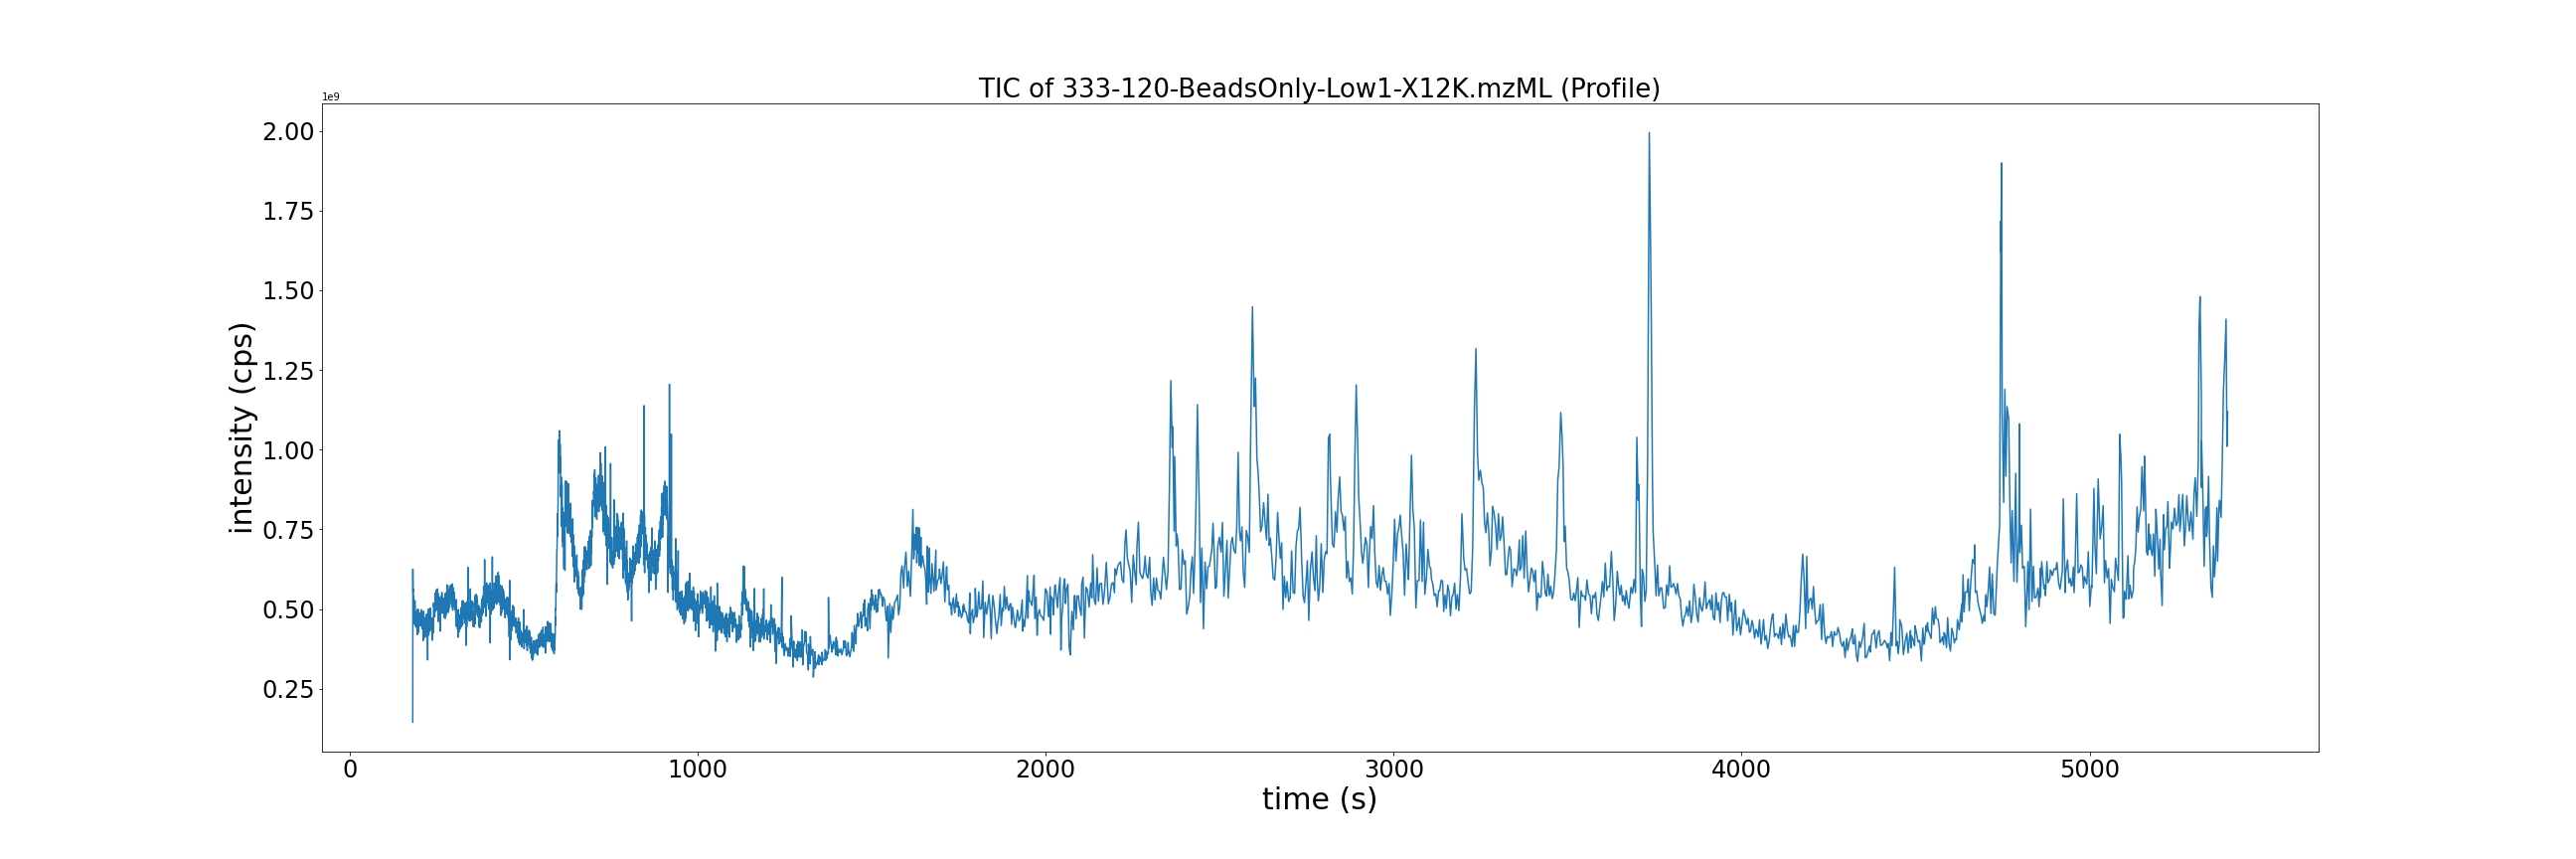 TIC of 333-120-BeadsOnly-Low1-X12K.mzML (Profile)
1e9
2.00
1.75
1.50
1.25
1.00
0.75
0.50
0.25
intensity (cps)
0 1000 2000 3000 4000 5000
time (s)